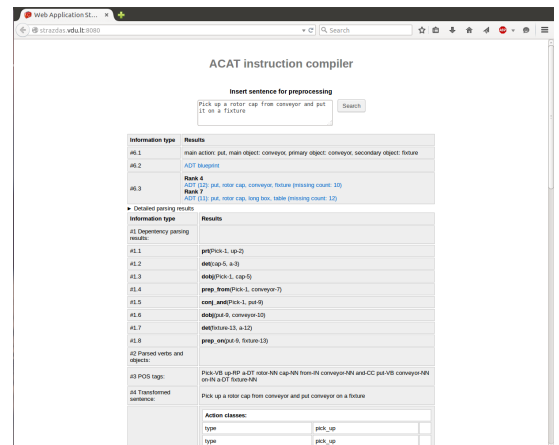 Web Application St...
strazdas.vdu.lt:8080
Search
ACAT instruction compiler
Insert sentence for preprocessing
Pick up a rotor cap from conveyor and put
it on a fixture
Search
Information type Results
#6.1 main action: put, main object: conveyor, primary object: conveyor, secondary object: fixture
#6.2 ADT blueprint
#6.3 Rank 4
ADT (12): put, rotor cap, conveyor, fixture (missing count: 10)
Rank 7
ADT (11): put, rotor cap, long box, table (missing count: 12)
► Detailed parsing results
Information type Results
#1 Depentency parsing
results:
#1.1 prt(Pick-1, up-2)
#1.2 det(cap-5, a-3)
#1.3 dobj(Pick-1, cap-5)
#1.4 prep_from(Pick-1, conveyor-7)
#1.5 conj_and(Pick-1, put-9)
#1.6 dobj(put-9, conveyor-10)
#1.7 det(fixture-13, a-12)
#1.8 prep_on(put-9, fixture-13)
#2 Parsed verbs and
objects:
#3 POS tags: Pick-VB up-RP a-DT rotor-NN cap-NN from-IN conveyor-NN and-CC put-VB conveyor-NN
on-IN a-DT fixture-NN
#4 Transformed
sentence: Pick up a rotor cap from conveyor and put conveyor on a fixture
Action classes:
type pick_up
type pick_up